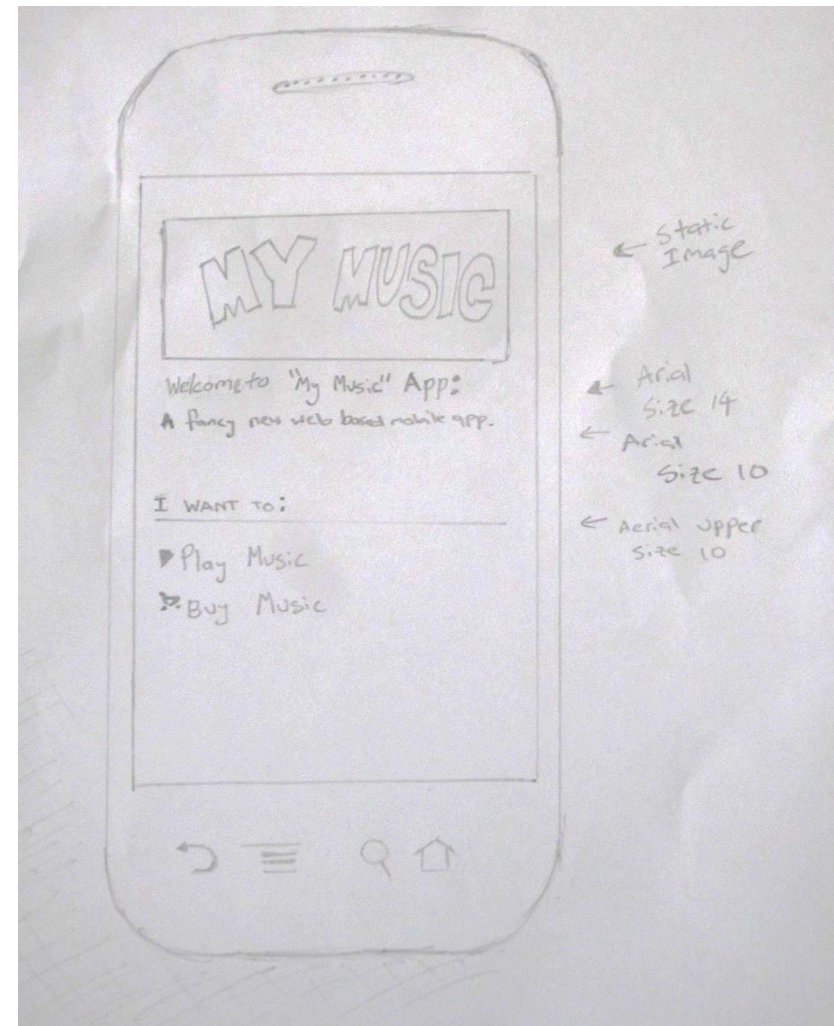 MY MUSIC
Static
Image
Welcome to "My Music" App:
Arial
Size 14
A fancy new web based mobile app.
Arial
Size 10
I WANT TO:
Aerial Upper
Size 10
Play Music
Buy Music